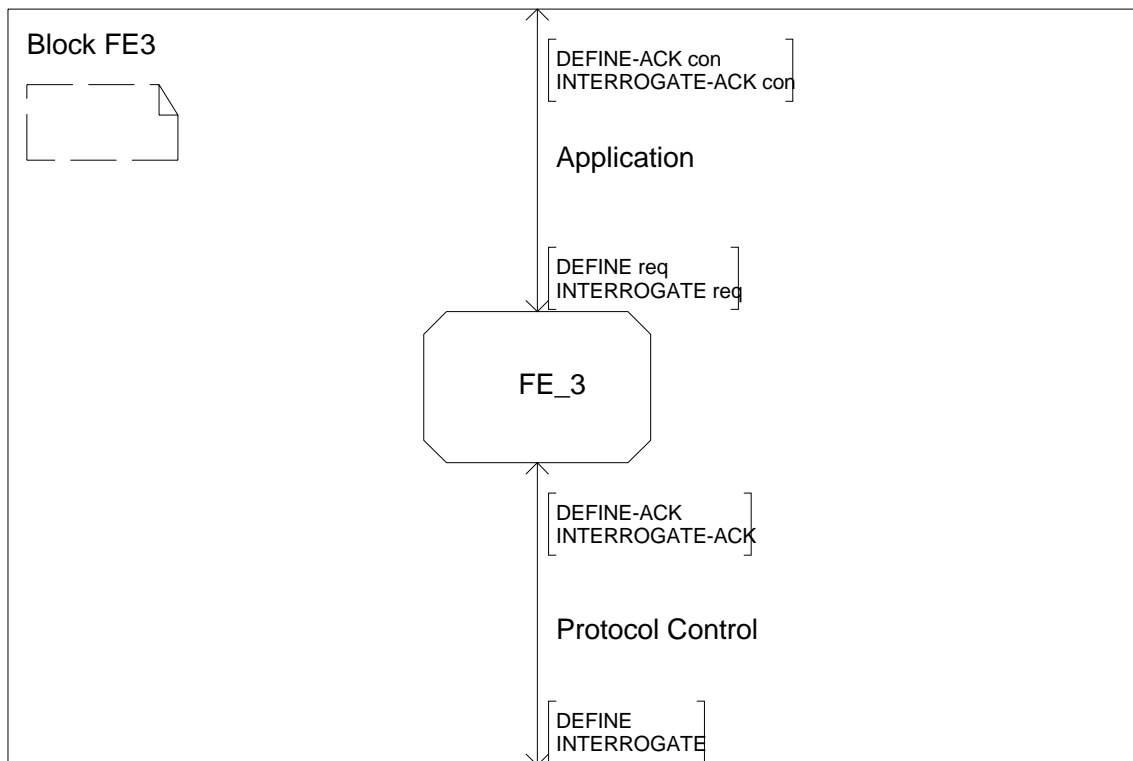 Block FE3
DEFINE-ACK con
INTERROGATE-ACK con
Application
DEFINE req
INTERROGATE req
FE_3
DEFINE-ACK
INTERROGATE-ACK
Protocol Control
DEFINE
INTERROGATE